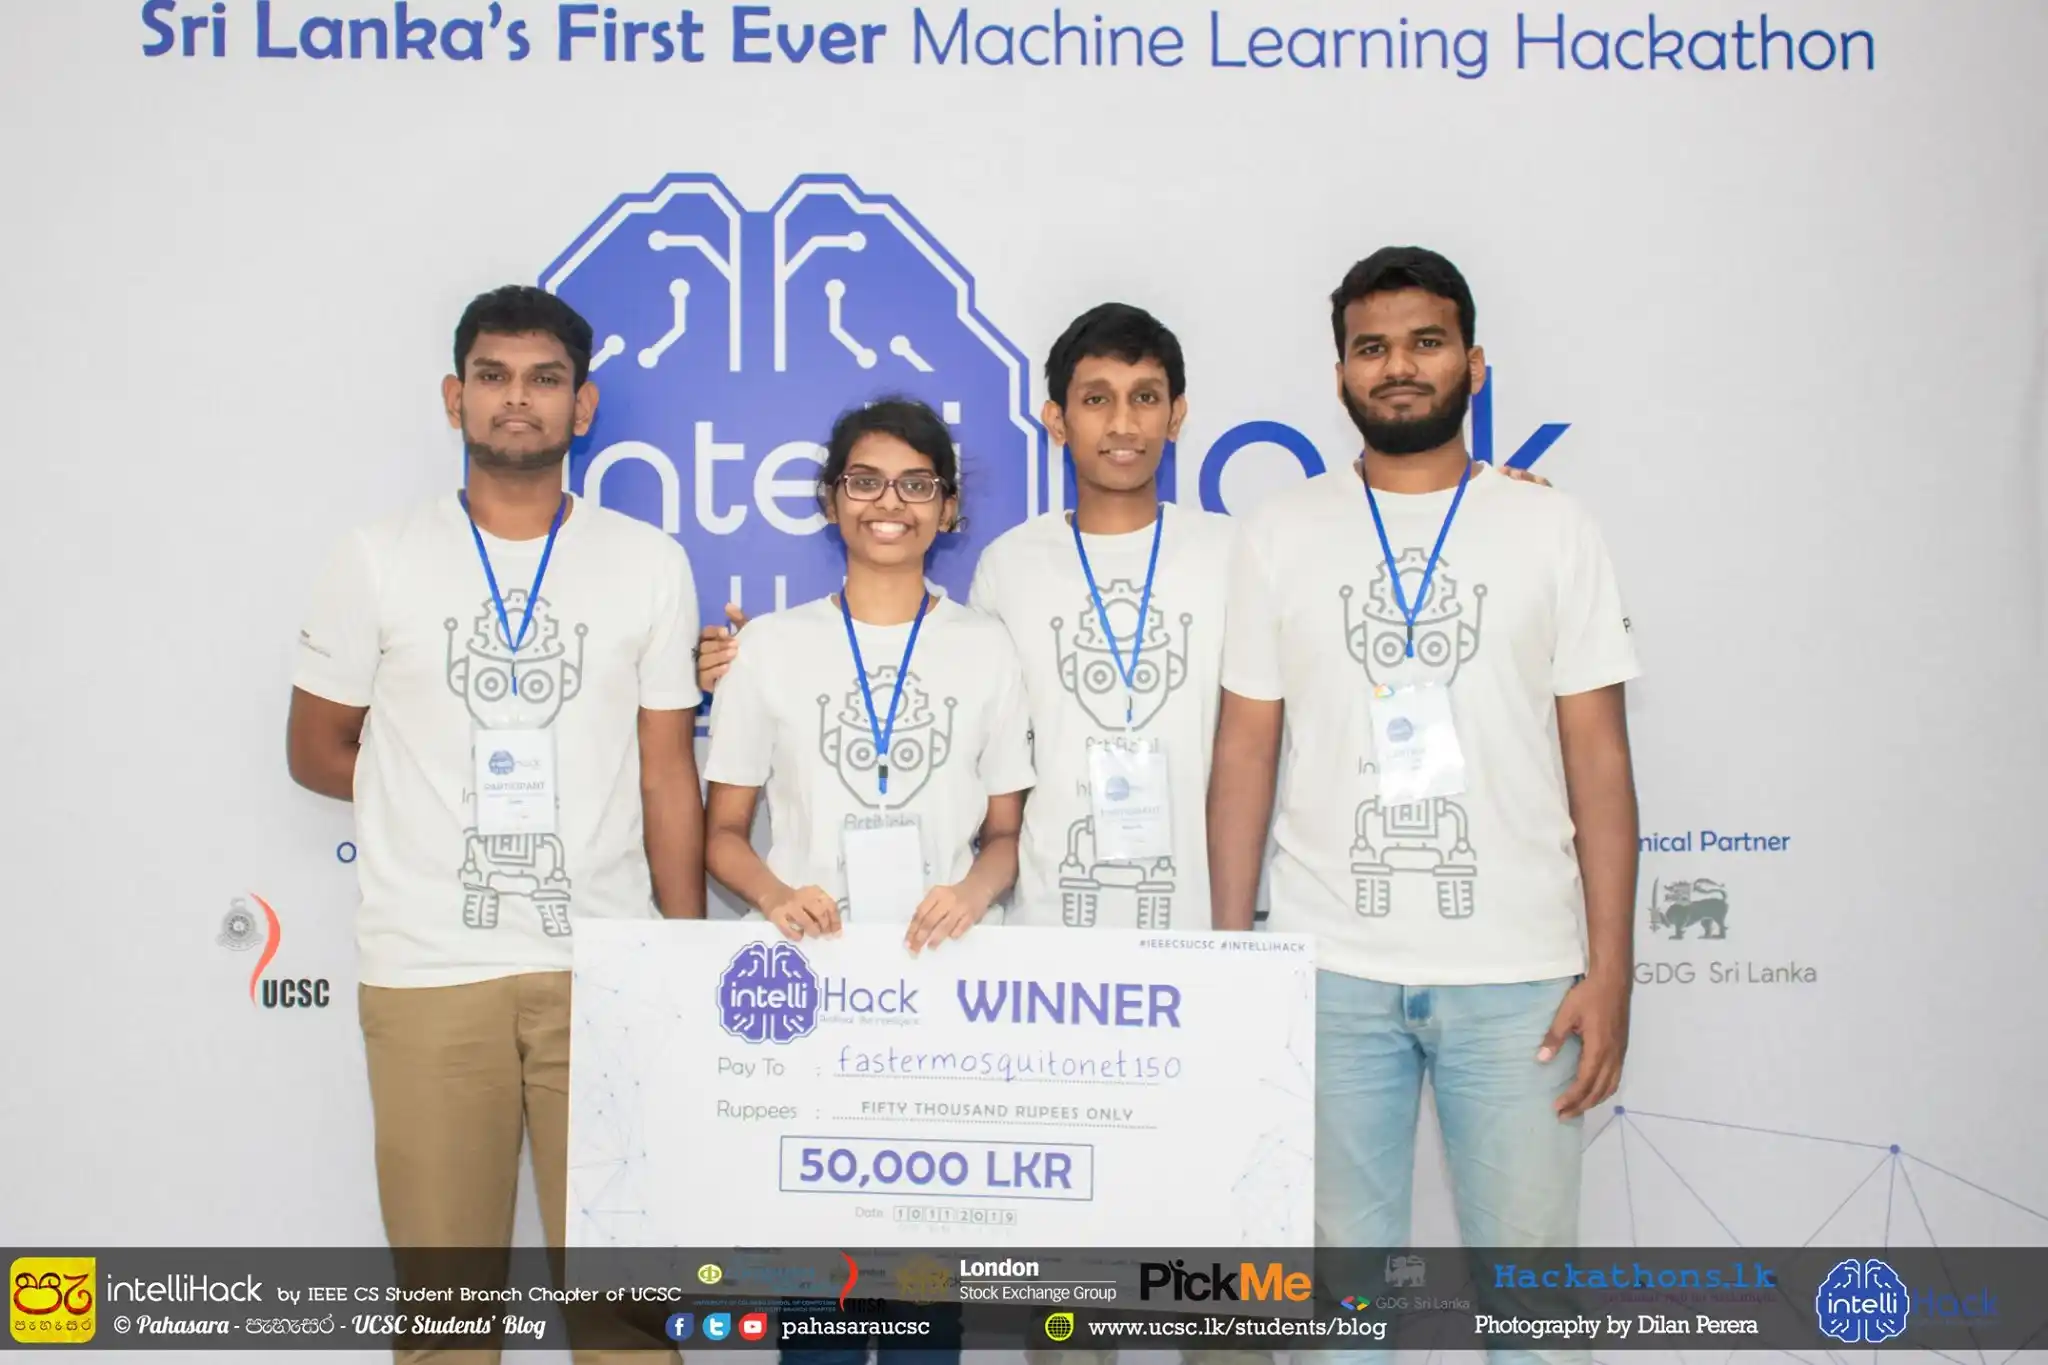 Sri Lanka's First Ever Machine Learning Hackathon
intelli
PARTICIPANT
nical Partner
UCSC
GDG Sri Lanka
#IEEECSUCSC #INTELLIHACK
intelli Hack WINNER
Pay To : fastermosquitonet150
Ruppees : FIFTY THOUSAND RUPEES ONLY
50,000 LKR
Date 10112019
පැ
පැහැසර
intelliHack by IEEE CS Student Branch Chapter of UCSC
London
Stock Exchange Group
PickMe
GDG Sri Lanka
Hackathons.lk
intelli Hack
© Pahasara - පැහැසර - UCSC Students' Blog
pahasaraucsc
www.ucsc.lk/students/blog
Photography by Dilan Perera